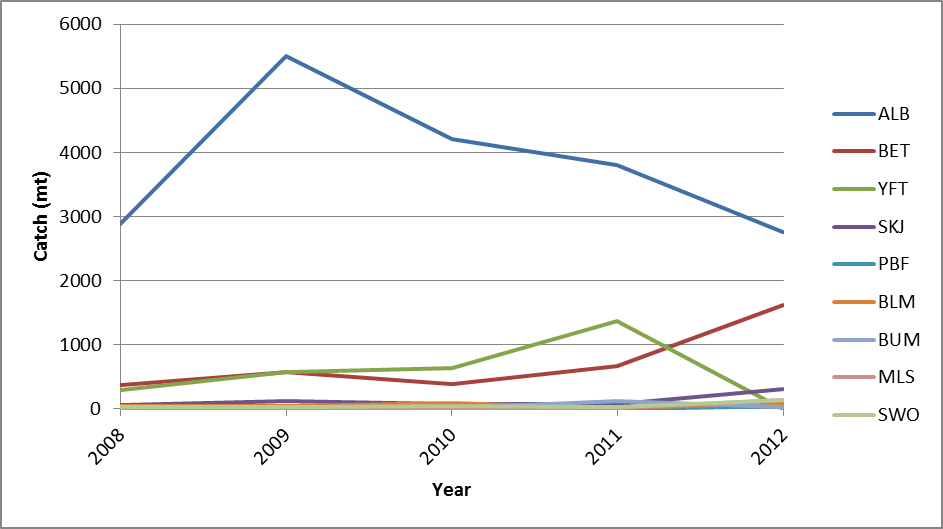 6000
5000
4000
3000
2000
1000
0
Catch (mt)
2008
2009
2010
2011
2012
Year
ALB
BET
YFT
SKJ
PBF
BLM
BUM
MLS
SWO